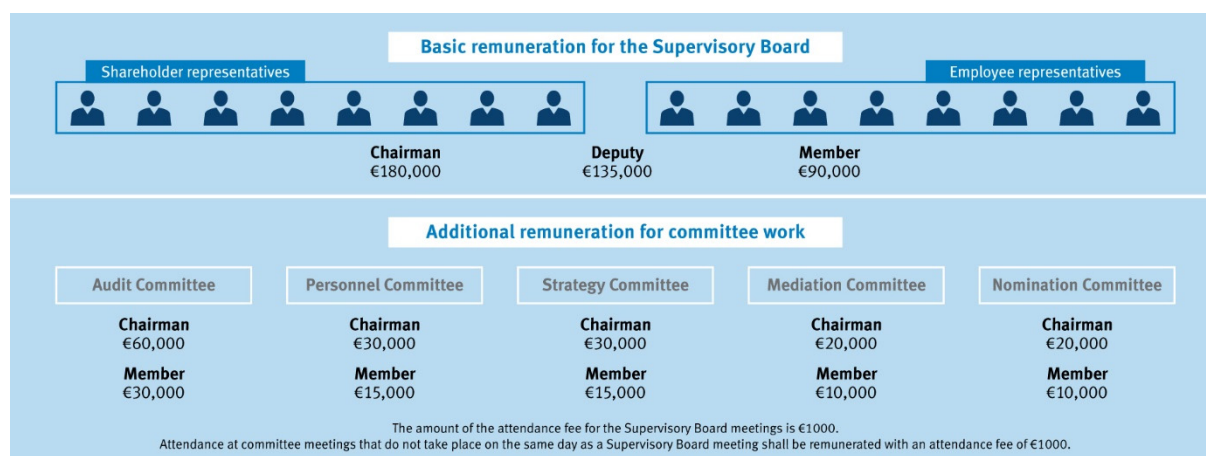 Basic remuneration for the Supervisory Board
Shareholder representatives
Employee representatives
Chairman
€180,000
Deputy
€135,000
Member
€90,000
Additional remuneration for committee work
Audit Committee
Chairman
€60,000
Member
€30,000
Personnel Committee
Chairman
€30,000
Member
€15,000
Strategy Committee
Chairman
€30,000
Member
€15,000
Mediation Committee
Chairman
€20,000
Member
€10,000
Nomination Committee
Chairman
€20,000
Member
€10,000
The amount of the attendance fee for the Supervisory Board meetings is €1000.
Attendance at committee meetings that do not take place on the same day as a Supervisory Board meeting shall be remunerated with an attendance fee of €1000.